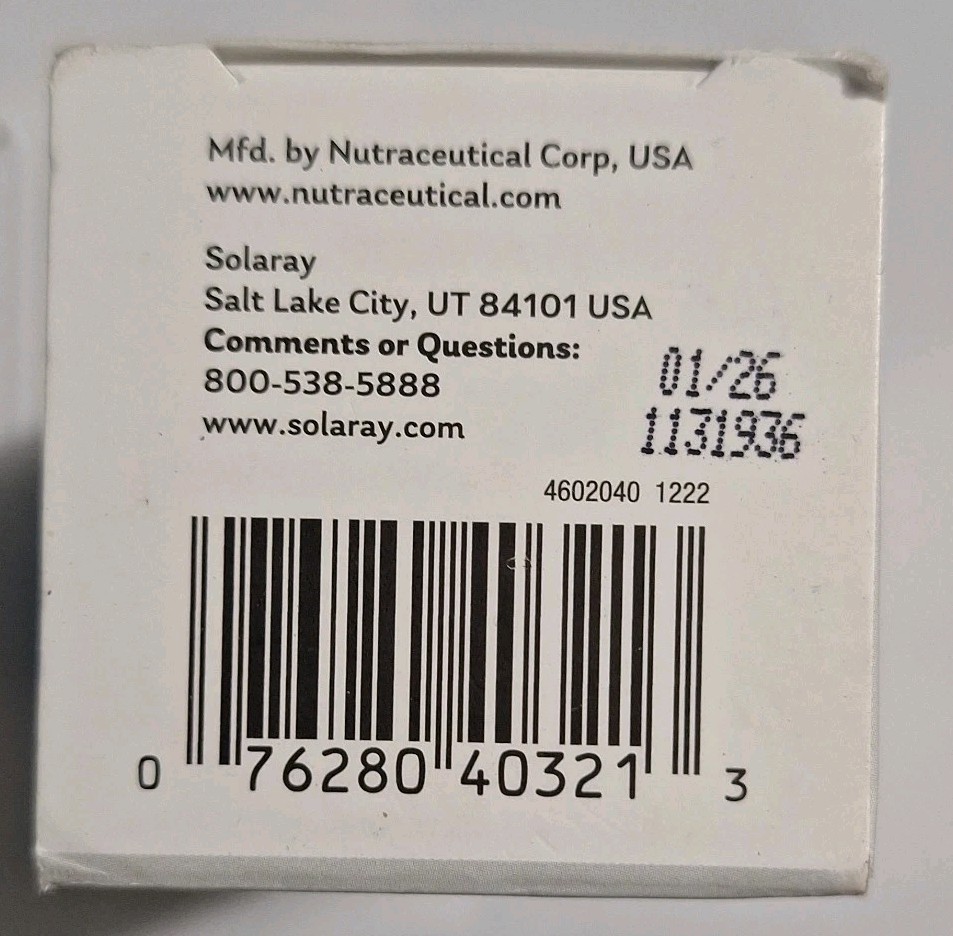 Mfd. by Nutraceutical Corp, USA
www.nutraceutical.com
Solaray
Salt Lake City, UT 84101 USA
Comments or Questions:
800-538-5888
www.solaray.com
01/26
1131936
4602040 1222
0 76280 40321 3